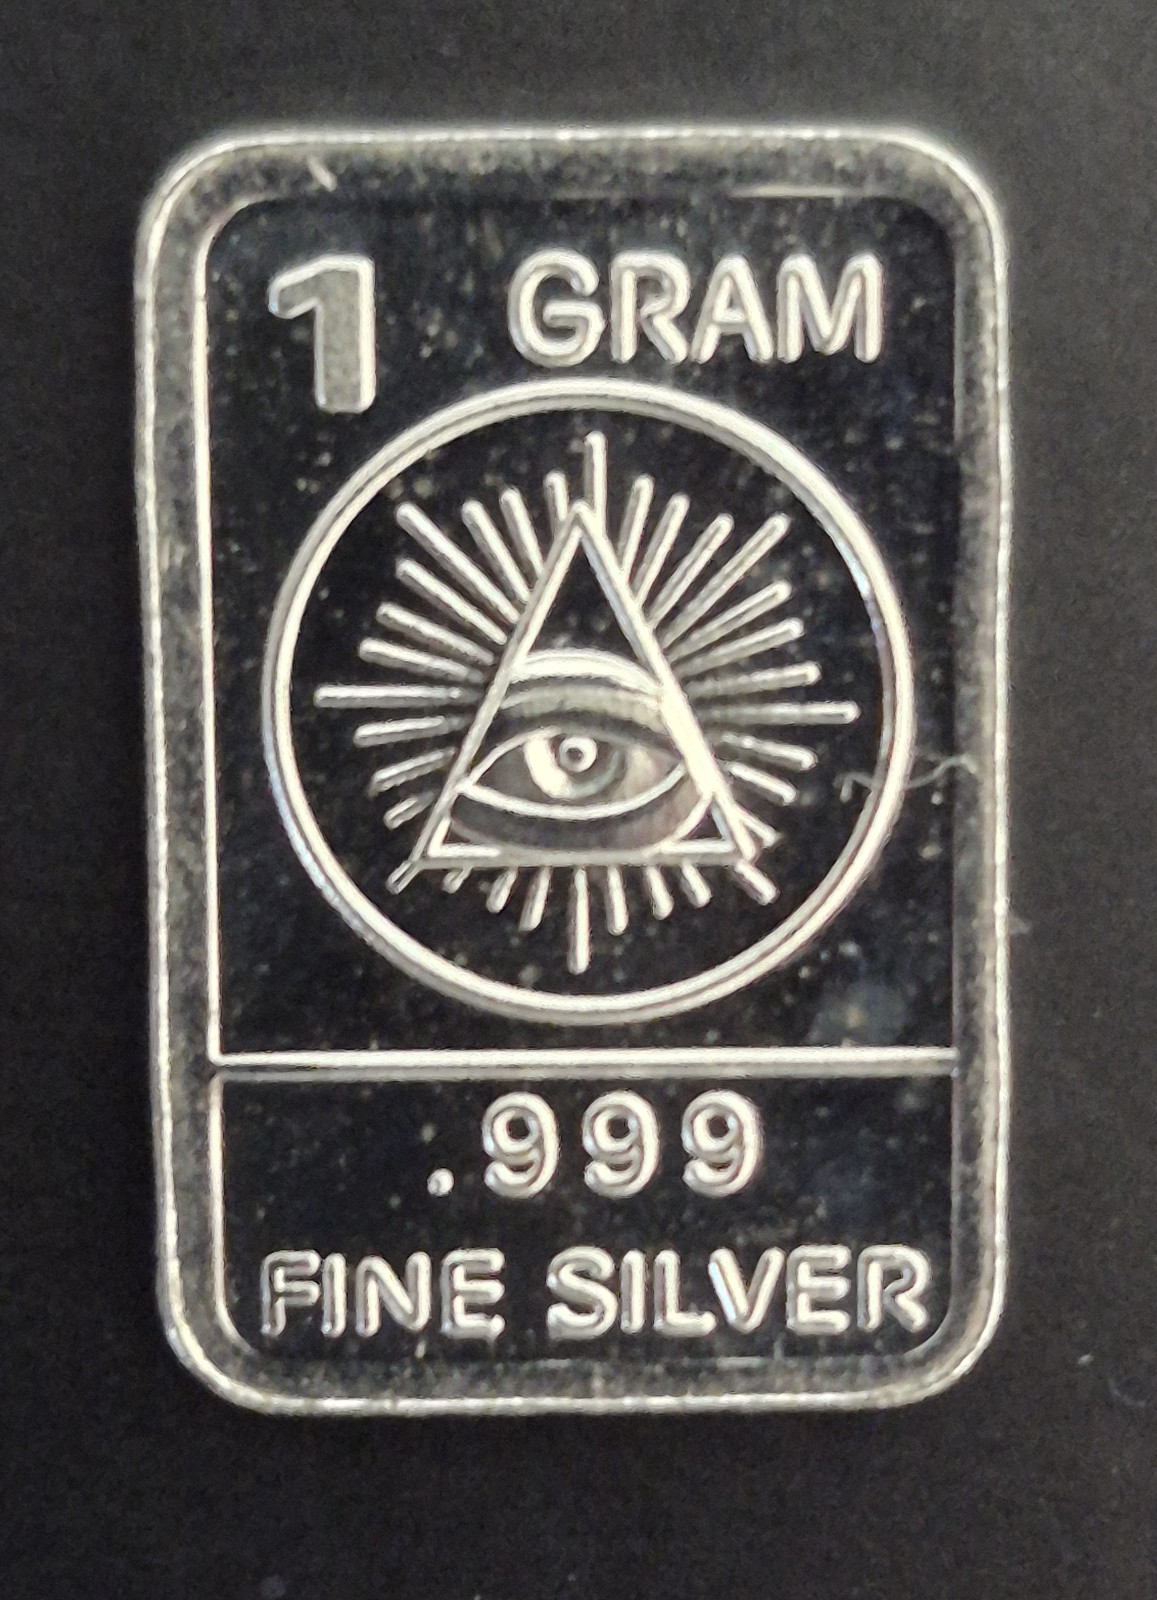 1 GRAM
.999
FINE SILVER